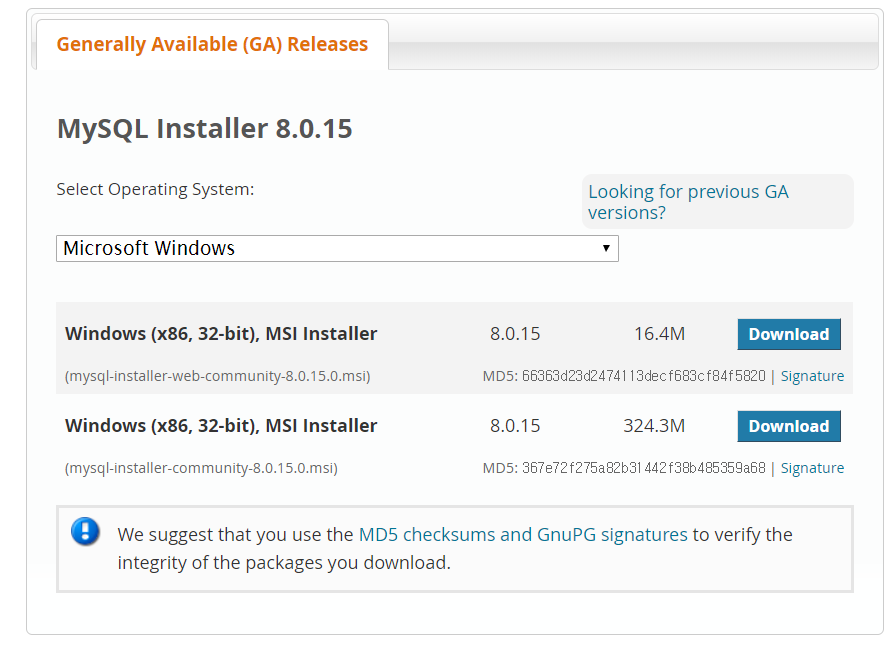 Generally Available (GA) Releases
MySQL Installer 8.0.15
Select Operating System:
Looking for previous GA
versions?
Microsoft Windows
Windows (x86, 32-bit), MSI Installer 8.0.15 16.4M Download
(mysql-installer-web-community-8.0.15.0.msi) MD5: 66363d23d2474113decf683cf84f5820 | Signature
Windows (x86, 32-bit), MSI Installer 8.0.15 324.3M Download
(mysql-installer-community-8.0.15.0.msi) MD5: 367e72f275a82b31442f38b485359a68 | Signature
We suggest that you use the MD5 checksums and GnuPG signatures to verify the
integrity of the packages you download.